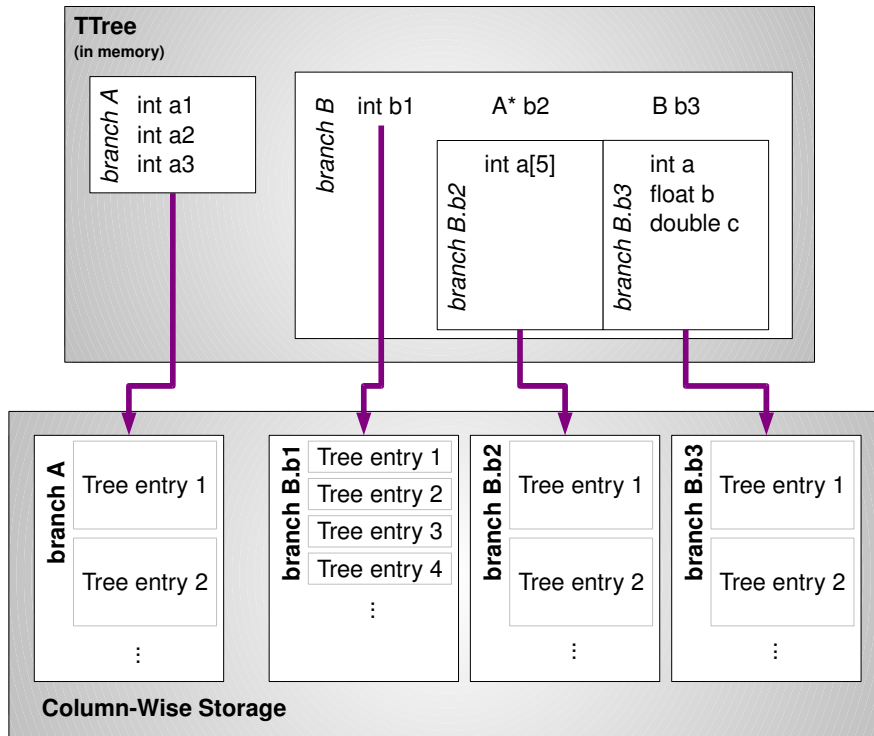 TTree
(in memory)
branch A
int a1
int a2
int a3
branch B
int b1
A* b2
B b3
branch B.b2
int a[5]
branch B.b3
int a
float b
double c
branch A
Tree entry 1
Tree entry 2
...
branch B.b1
Tree entry 1
Tree entry 2
Tree entry 3
Tree entry 4
...
branch B.b2
Tree entry 1
Tree entry 2
...
branch B.b3
Tree entry 1
Tree entry 2
...
Column-Wise Storage